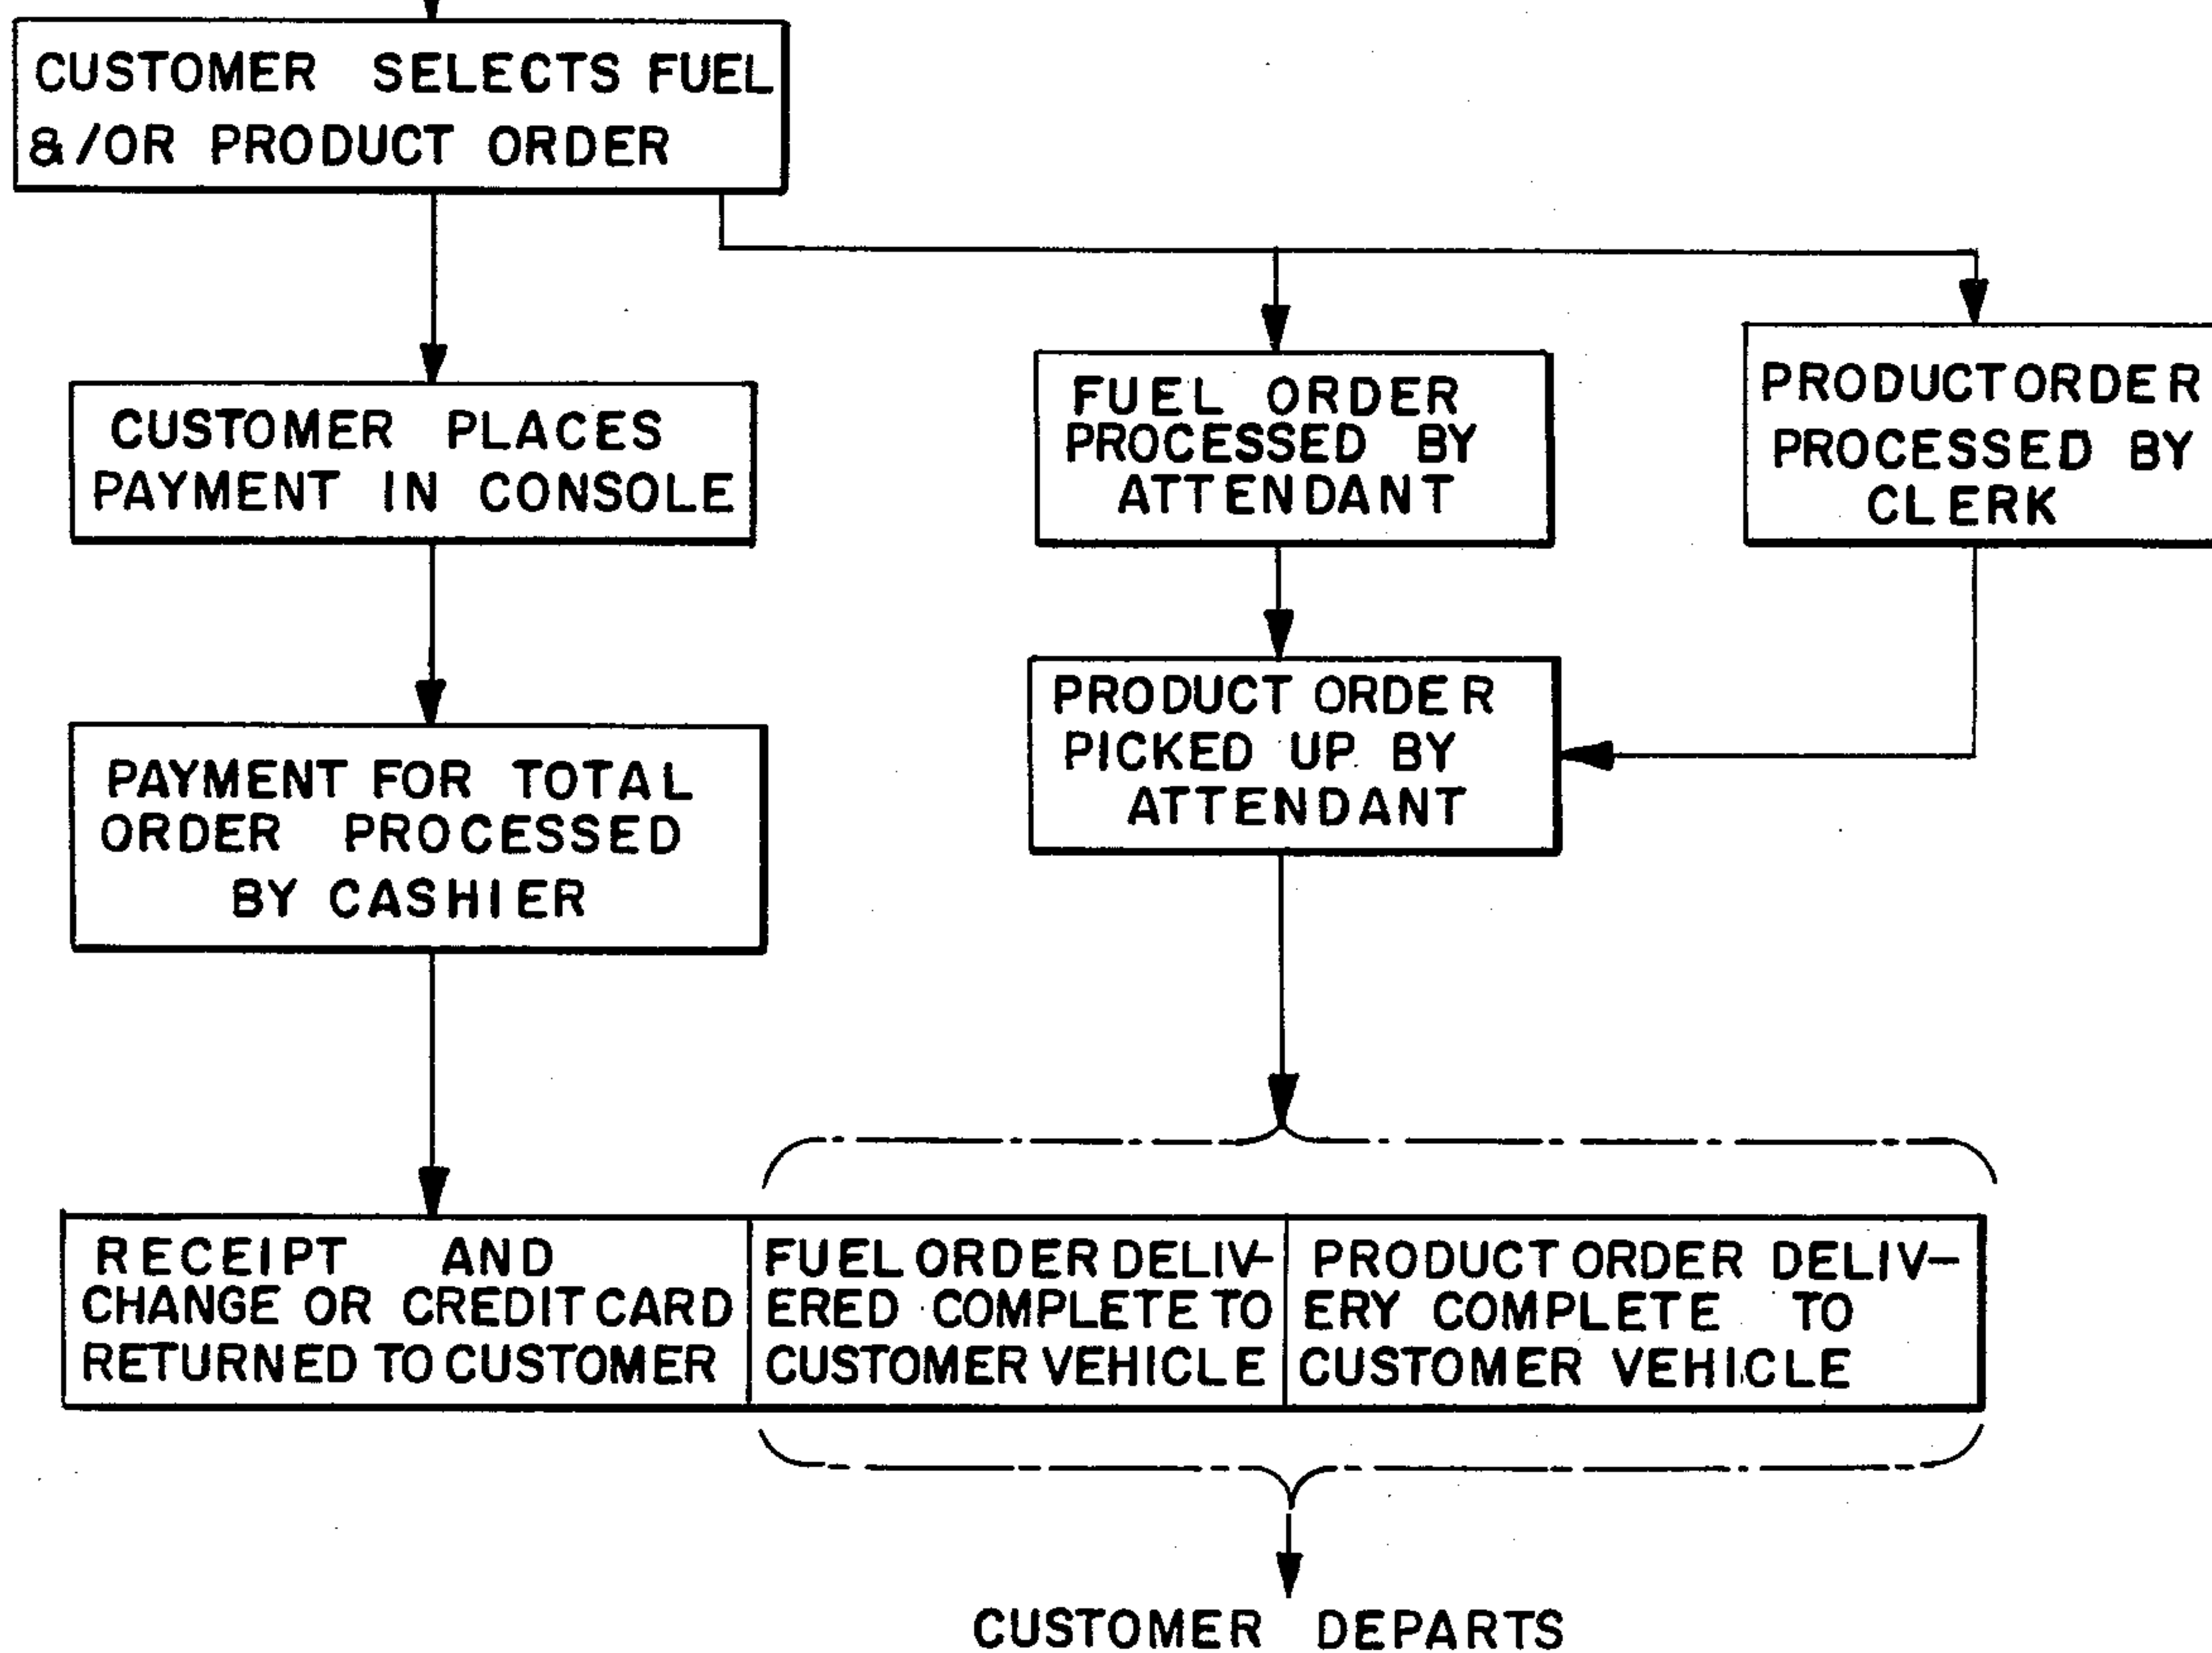 CUSTOMER SELECTS FUEL
&/OR PRODUCT ORDER
CUSTOMER PLACES
PAYMENT IN CONSOLE
FUEL ORDER
PROCESSED BY
ATTENDANT
PRODUCT ORDER
PROCESSED BY
CLERK
PAYMENT FOR TOTAL
ORDER PROCESSED
BY CASHIER
PRODUCT ORDER
PICKED UP BY
ATTENDANT
RECEIPT AND
CHANGE OR CREDIT CARD
RETURNED TO CUSTOMER
FUEL ORDER DELIV-
ERED COMPLETE TO
CUSTOMER VEHICLE
PRODUCT ORDER DELIV-
ERY COMPLETE TO
CUSTOMER VEHICLE
CUSTOMER DEPARTS